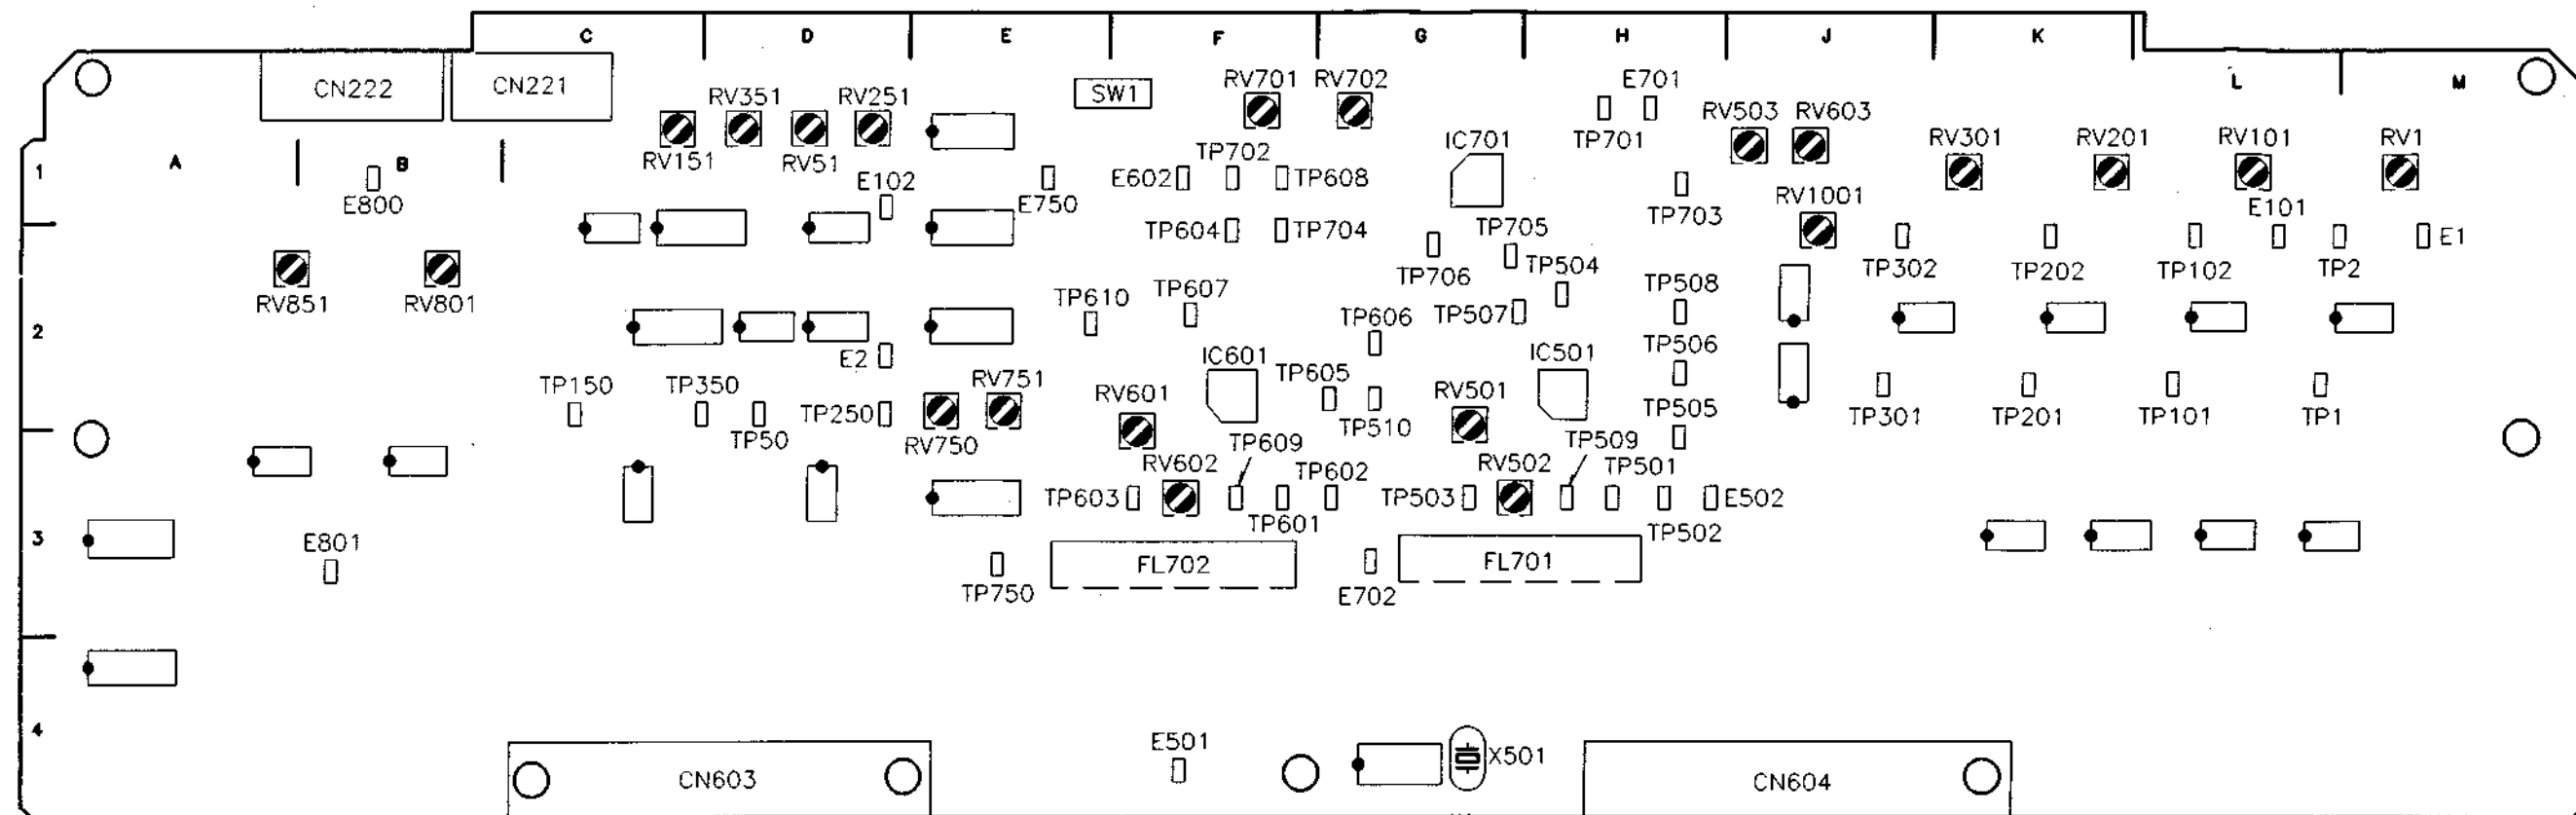 C D E F G H J K
L M
CN222 CN221 SW1 RV701 RV702 E701
RV351 RV251 RV503 RV603
RV151 RV51 TP701 IC701 RV301 RV201 RV101 RV1
A B TP702
1 E800 E102 E750 E602 TP608 TP703 RV1001 E101
TP604 TP704 TP705 E1
RV851 RV801 TP706 TP504 TP302 TP202 TP102 TP2
TP610 TP607 TP508
2 TP606 TP507
E2 IC601 IC501 TP506
TP150 TP350 RV751 TP605 RV501
RV601 TP505
TP50 TP250 RV750 TP510 TP301 TP201 TP101 TP1
TP609 TP509
RV602 TP602 RV502 TP501
TP603 TP503 E502
TP601 TP502
3 E801
FL702 FL701
TP750 E702
4 E501 X501
CN603 CN604